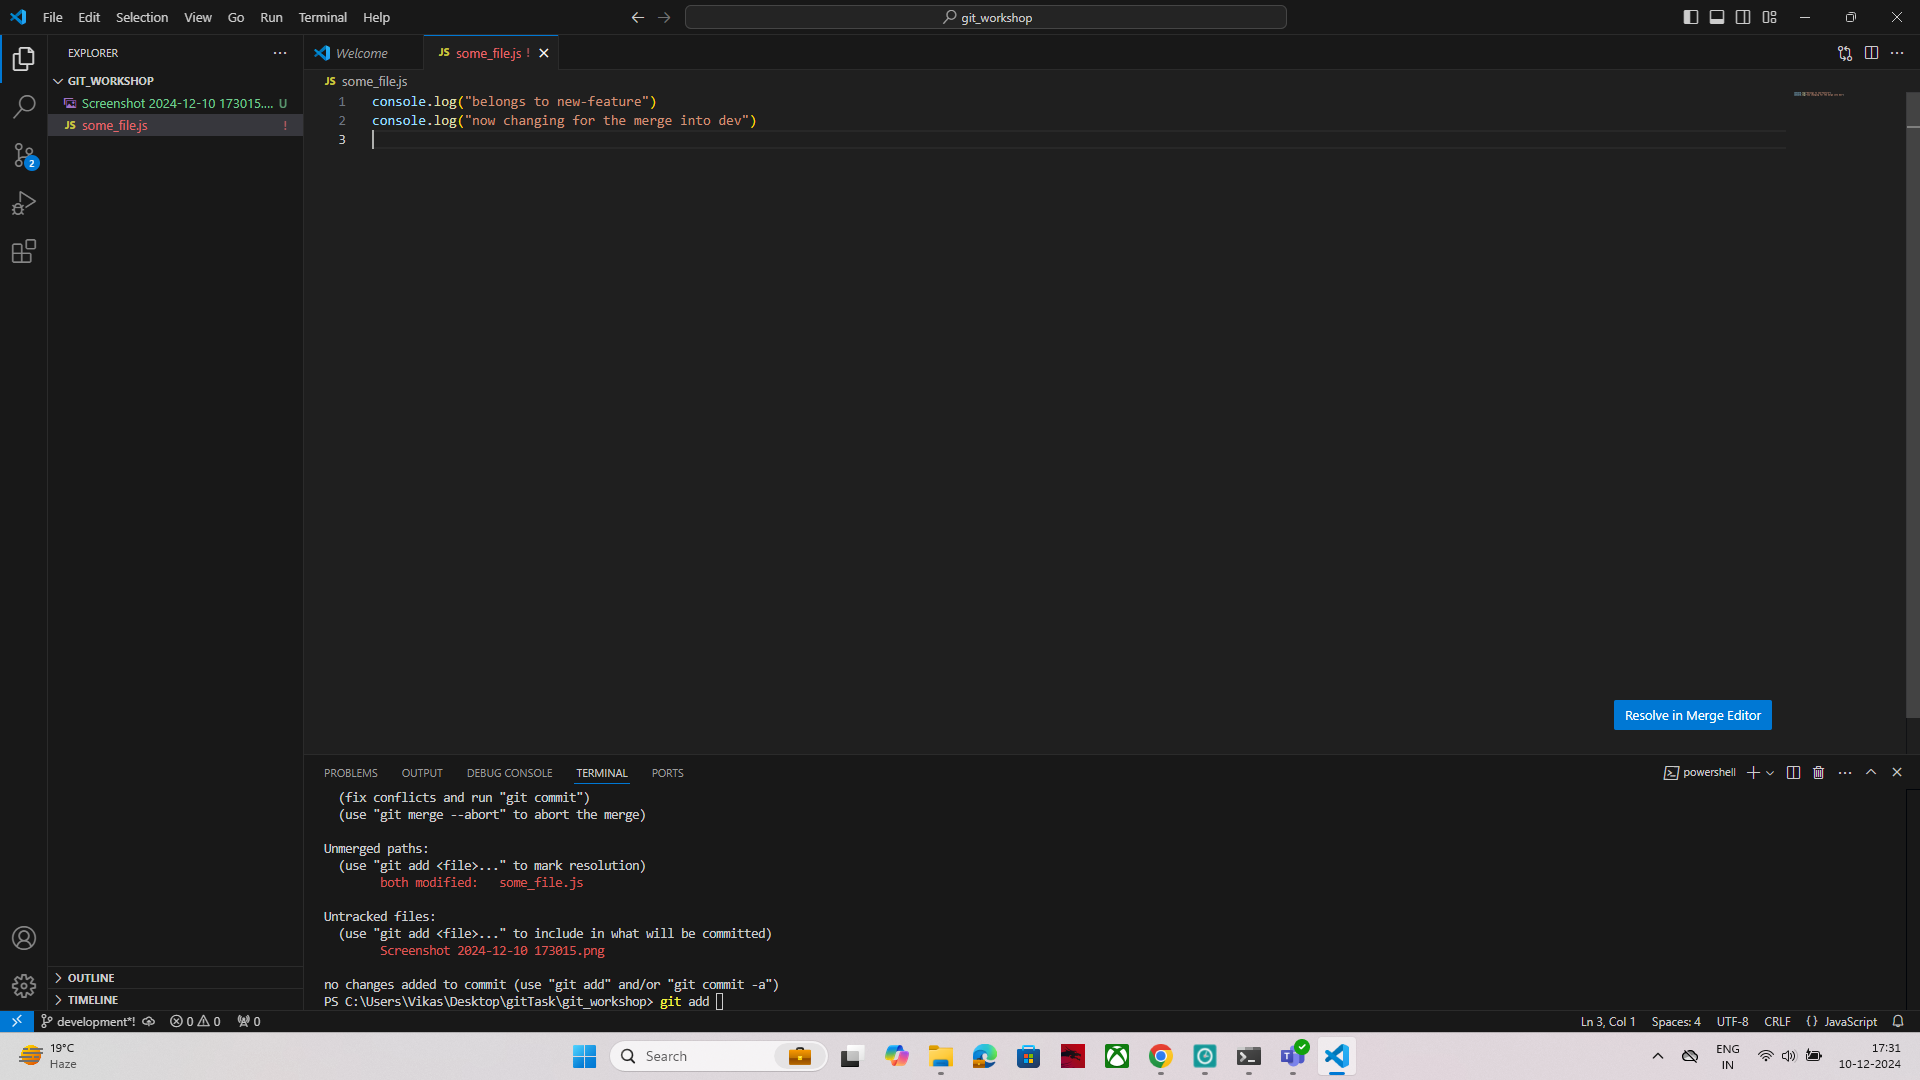 File Edit Selection View Go Run Terminal Help
git_workshop
EXPLORER
GIT_WORKSHOP
Screenshot 2024-12-10 173015.... U
JS some_file.js !
2
OUTLINE
TIMELINE
Welcome
JS some_file.js !
JS some_file.js
1 console.log("belongs to new-feature")
2 console.log("now changing for the merge into dev")
3
Resolve in Merge Editor
PROBLEMS OUTPUT DEBUG CONSOLE TERMINAL PORTS
powershell
(fix conflicts and run "git commit")
(use "git merge --abort" to abort the merge)
Unmerged paths:
(use "git add <file>..." to mark resolution)
both modified: some_file.js
Untracked files:
(use "git add <file>..." to include in what will be committed)
Screenshot 2024-12-10 173015.png
no changes added to commit (use "git add" and/or "git commit -a")
PS C:\Users\Vikas\Desktop\gitTask\git_workshop> git add
development*! 0 0 0
Ln 3, Col 1 Spaces: 4 UTF-8 CRLF {} JavaScript
19°C
Haze
Search
ENG
IN
17:31
10-12-2024